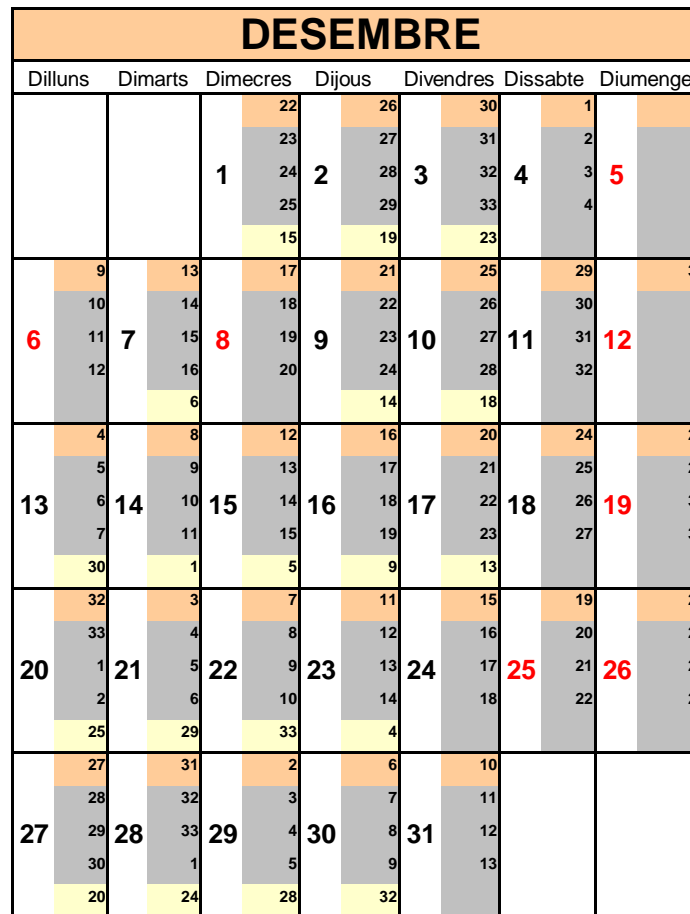 DESEMBRE
Dilluns Dimarts Dimecres Dijous Divendres Dissabte Diumenge
22 26 30 1
23 27 31 2
1 24 2 28 3 32 4 3 5
25 29 33 4
15 19 23
9 13 17 21 25 29
10 14 18 22 26 30
6 11 7 15 8 19 9 23 10 27 11 31 12
12 16 20 24 28 32
6 14 18
4 8 12 16 20 24
5 9 13 17 21 25
13 6 14 10 15 14 16 18 17 22 18 26 19
7 11 15 19 23 27
30 1 5 9 13
32 3 7 11 15 19
33 4 8 12 16 20
20 1 21 5 22 9 23 13 24 17 25 21 26
2 6 10 14 18 22
25 29 33 4
27 31 2 6 10
28 32 3 7 11
27 29 28 33 29 4 30 8 31 12
30 1 5 9 13
20 24 28 32